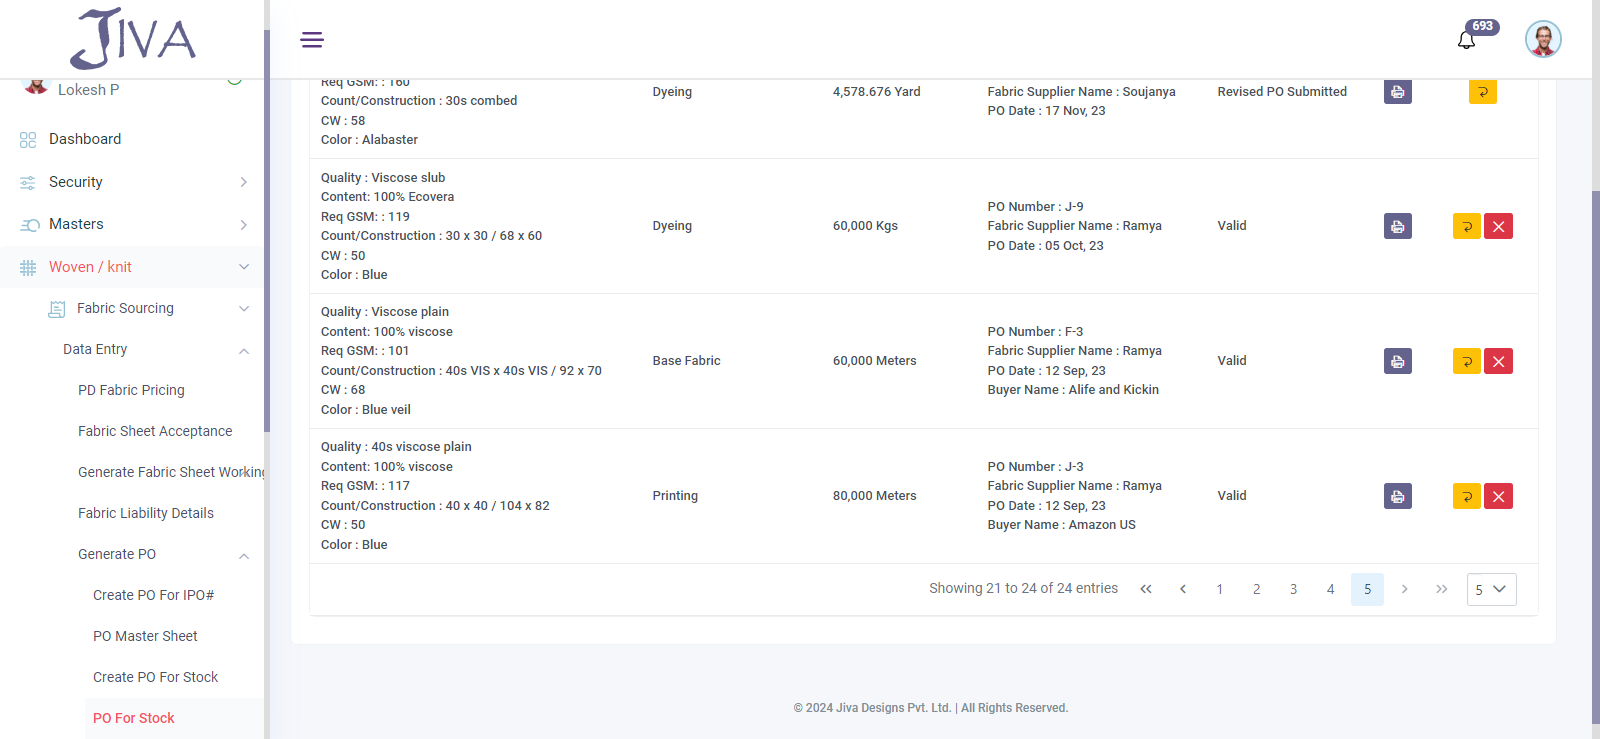 JIVA
693
Lokesh P
Dashboard
Security
Masters
Woven / knit
Fabric Sourcing
Data Entry
PD Fabric Pricing
Fabric Sheet Acceptance
Generate Fabric Sheet Working
Fabric Liability Details
Generate PO
Create PO For IPO#
PO Master Sheet
Create PO For Stock
PO For Stock
Req GSM: : 160
Count/Construction : 30s combed
CW : 58
Color : Alabaster
Dyeing
4,578.676 Yard
Fabric Supplier Name : Soujanya
PO Date : 17 Nov, 23
Revised PO Submitted
Quality : Viscose slub
Content: 100% Ecovera
Req GSM: : 119
Count/Construction : 30 x 30 / 68 x 60
CW : 50
Color : Blue
Dyeing
60,000 Kgs
PO Number : J-9
Fabric Supplier Name : Ramya
PO Date : 05 Oct, 23
Valid
Quality : Viscose plain
Content: 100% viscose
Req GSM: : 101
Count/Construction : 40s VIS x 40s VIS / 92 x 70
CW : 68
Color : Blue veil
Base Fabric
60,000 Meters
PO Number : F-3
Fabric Supplier Name : Ramya
PO Date : 12 Sep, 23
Buyer Name : Alife and Kickin
Valid
Quality : 40s viscose plain
Content: 100% viscose
Req GSM: : 117
Count/Construction : 40 x 40 / 104 x 82
CW : 50
Color : Blue
Printing
80,000 Meters
PO Number : J-3
Fabric Supplier Name : Ramya
PO Date : 12 Sep, 23
Buyer Name : Amazon US
Valid
Showing 21 to 24 of 24 entries « ‹ 1 2 3 4 5 › » 5
© 2024 Jiva Designs Pvt. Ltd. | All Rights Reserved.